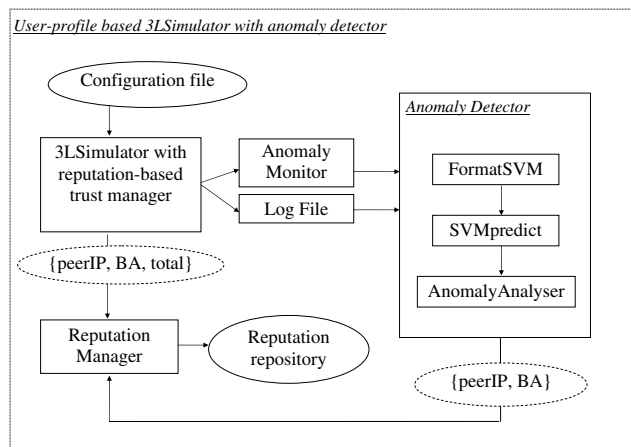 User-profile based 3LSimulator with anomaly detector
Configuration file
Anomaly Detector
3LSimulator with
reputation-based
trust manager
Anomaly
Monitor
Log File
FormatSVM
SVMpredict
AnomalyAnalyser
{peerIP, BA, total}
Reputation
Manager
Reputation
repository
{peerIP, BA}